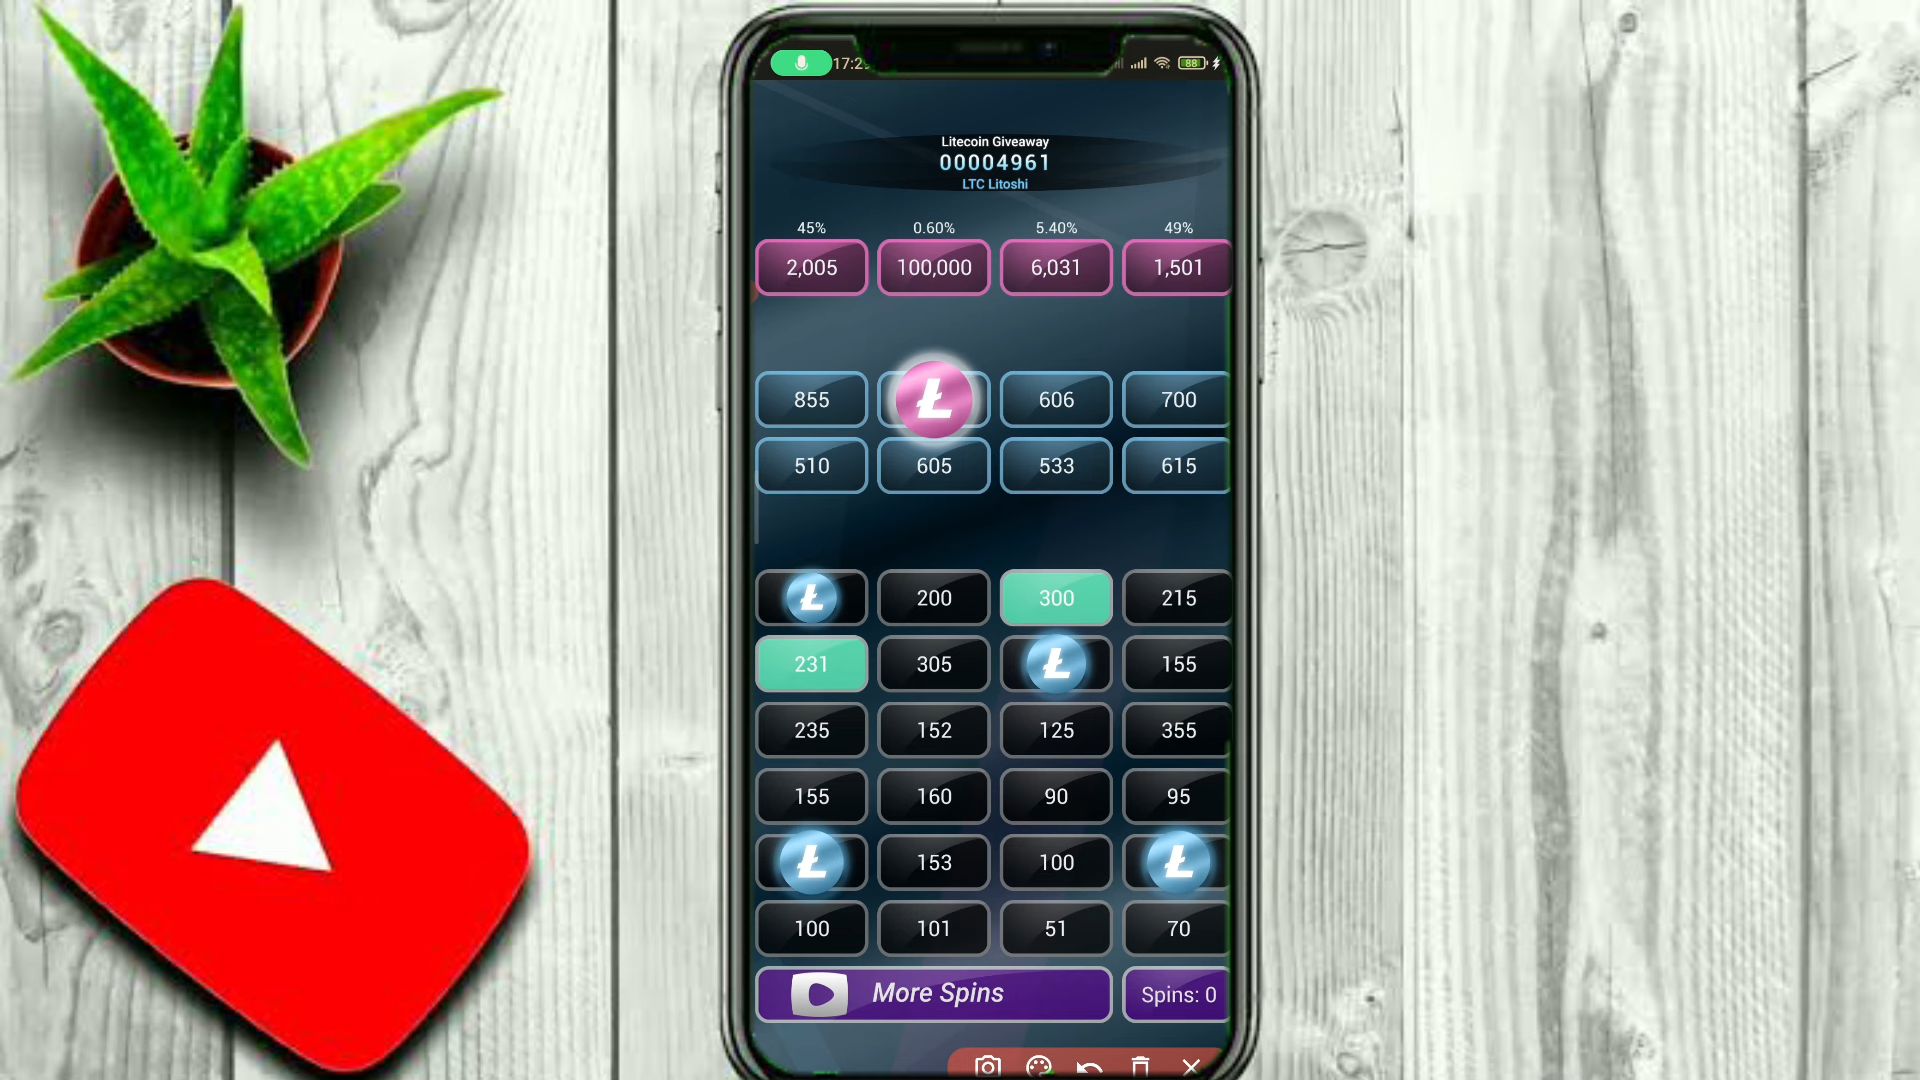 17:2
88
Litecoin Giveaway
00004961
LTC Litoshi
45% 0.60% 5.40% 49%
2,005 100,000 6,031 1,501
855 606 700
510 605 533 615
200 300 215
231 305 155
235 152 125 355
155 160 90 95
153 100
100 101 51 70
More Spins Spins: 0